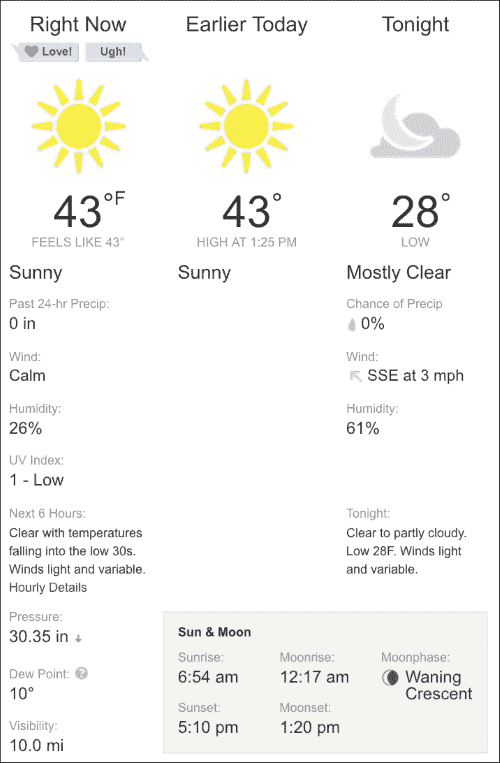 Right Now
Love! Ugh!
43°F
FEELS LIKE 43°
Sunny
Past 24-hr Precip:
0 in
Wind:
Calm
Humidity:
26%
UV Index:
1 - Low
Next 6 Hours:
Clear with temperatures
falling into the low 30s.
Winds light and variable.
Hourly Details
Pressure:
30.35 in
Dew Point: ?
10°
Visibility:
10.0 mi
Earlier Today
43°
HIGH AT 1:25 PM
Sunny
Tonight
28°
LOW
Mostly Clear
Chance of Precip
0%
Wind:
SSE at 3 mph
Humidity:
61%
Tonight:
Clear to partly cloudy.
Low 28F. Winds light
and variable.
Sun & Moon
Sunrise:
6:54 am
Sunset:
5:10 pm
Moonrise:
12:17 am
Moonset:
1:20 pm
Moonphase:
Waning
Crescent